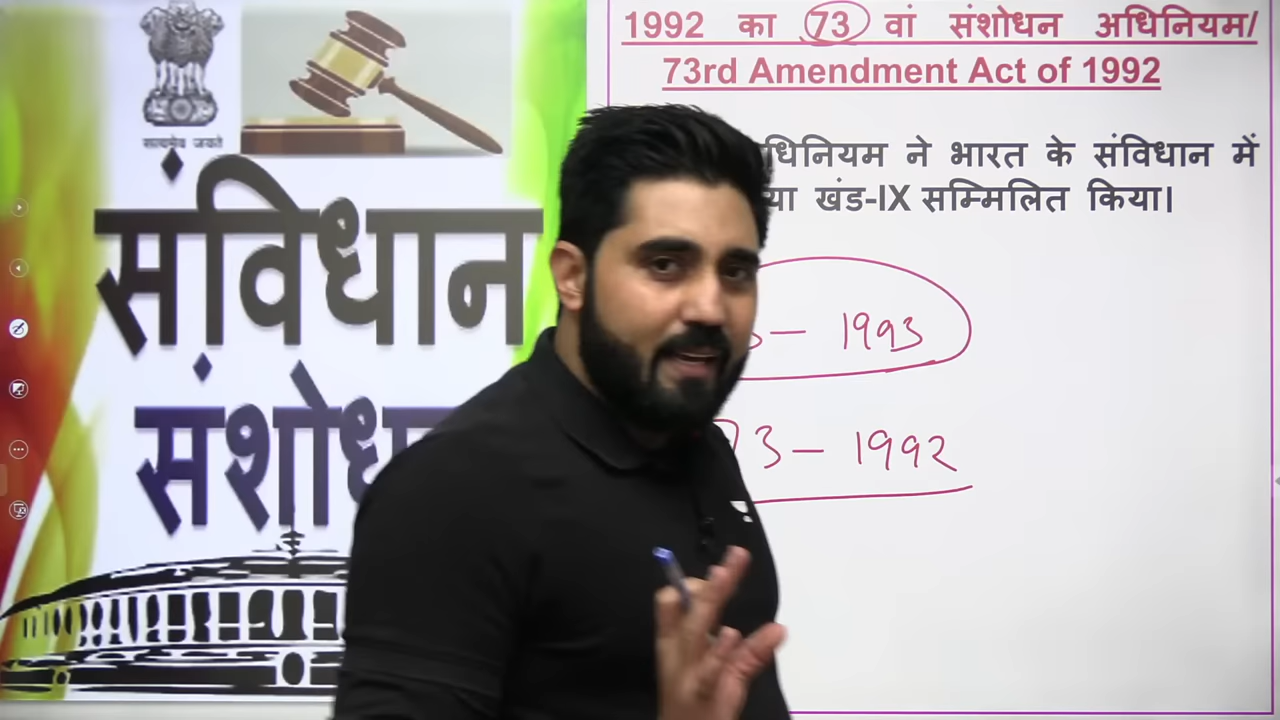 1992 का 73 वां संशोधन अधिनियम/
73rd Amendment Act of 1992
सत्यमेव जयते
संविधान
ने भारत के संविधान में
खंड-IX सम्मिलित किया।
– 1993
3 – 1992